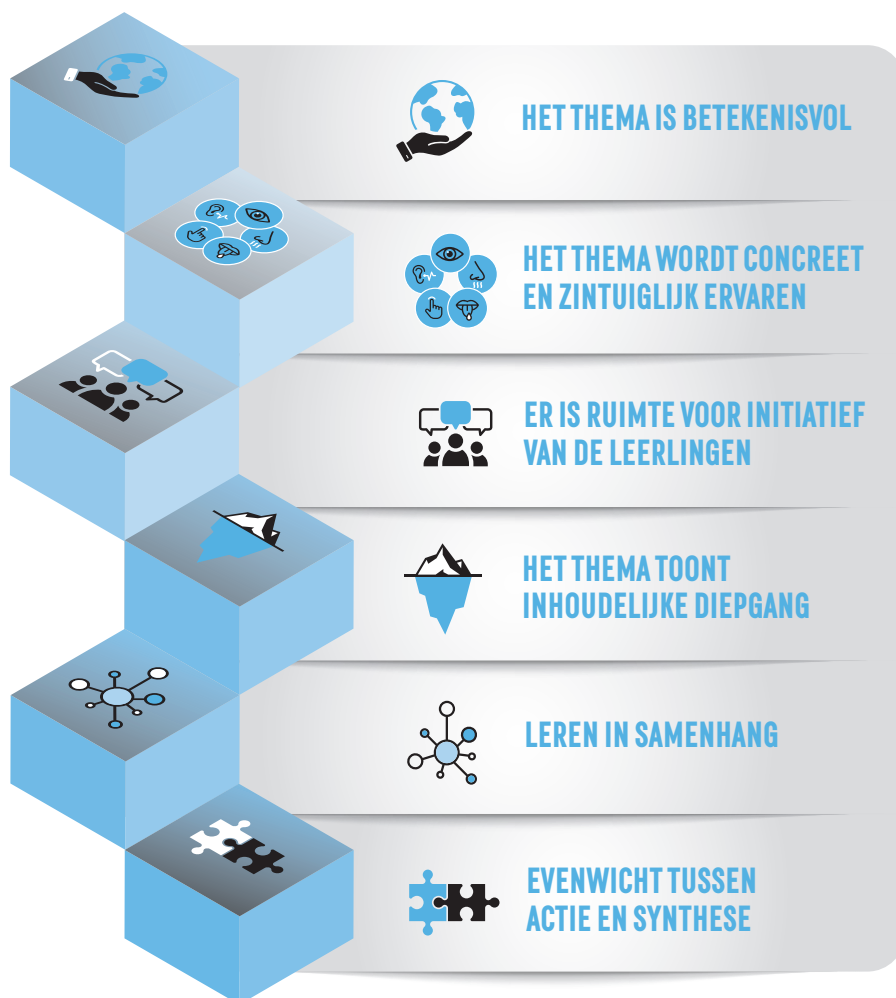 HET THEMA IS BETEKENISVOL
HET THEMA WORDT CONCREET
EN ZINTUIGLIJK ERVAREN
ER IS RUIMTE VOOR INITIATIEF
VAN DE LEERLINGEN
HET THEMA TOONT
INHOUDELIJKE DIEPGANG
LEREN IN SAMENHANG
EVENWICHT TUSSEN
ACTIE EN SYNTHESE